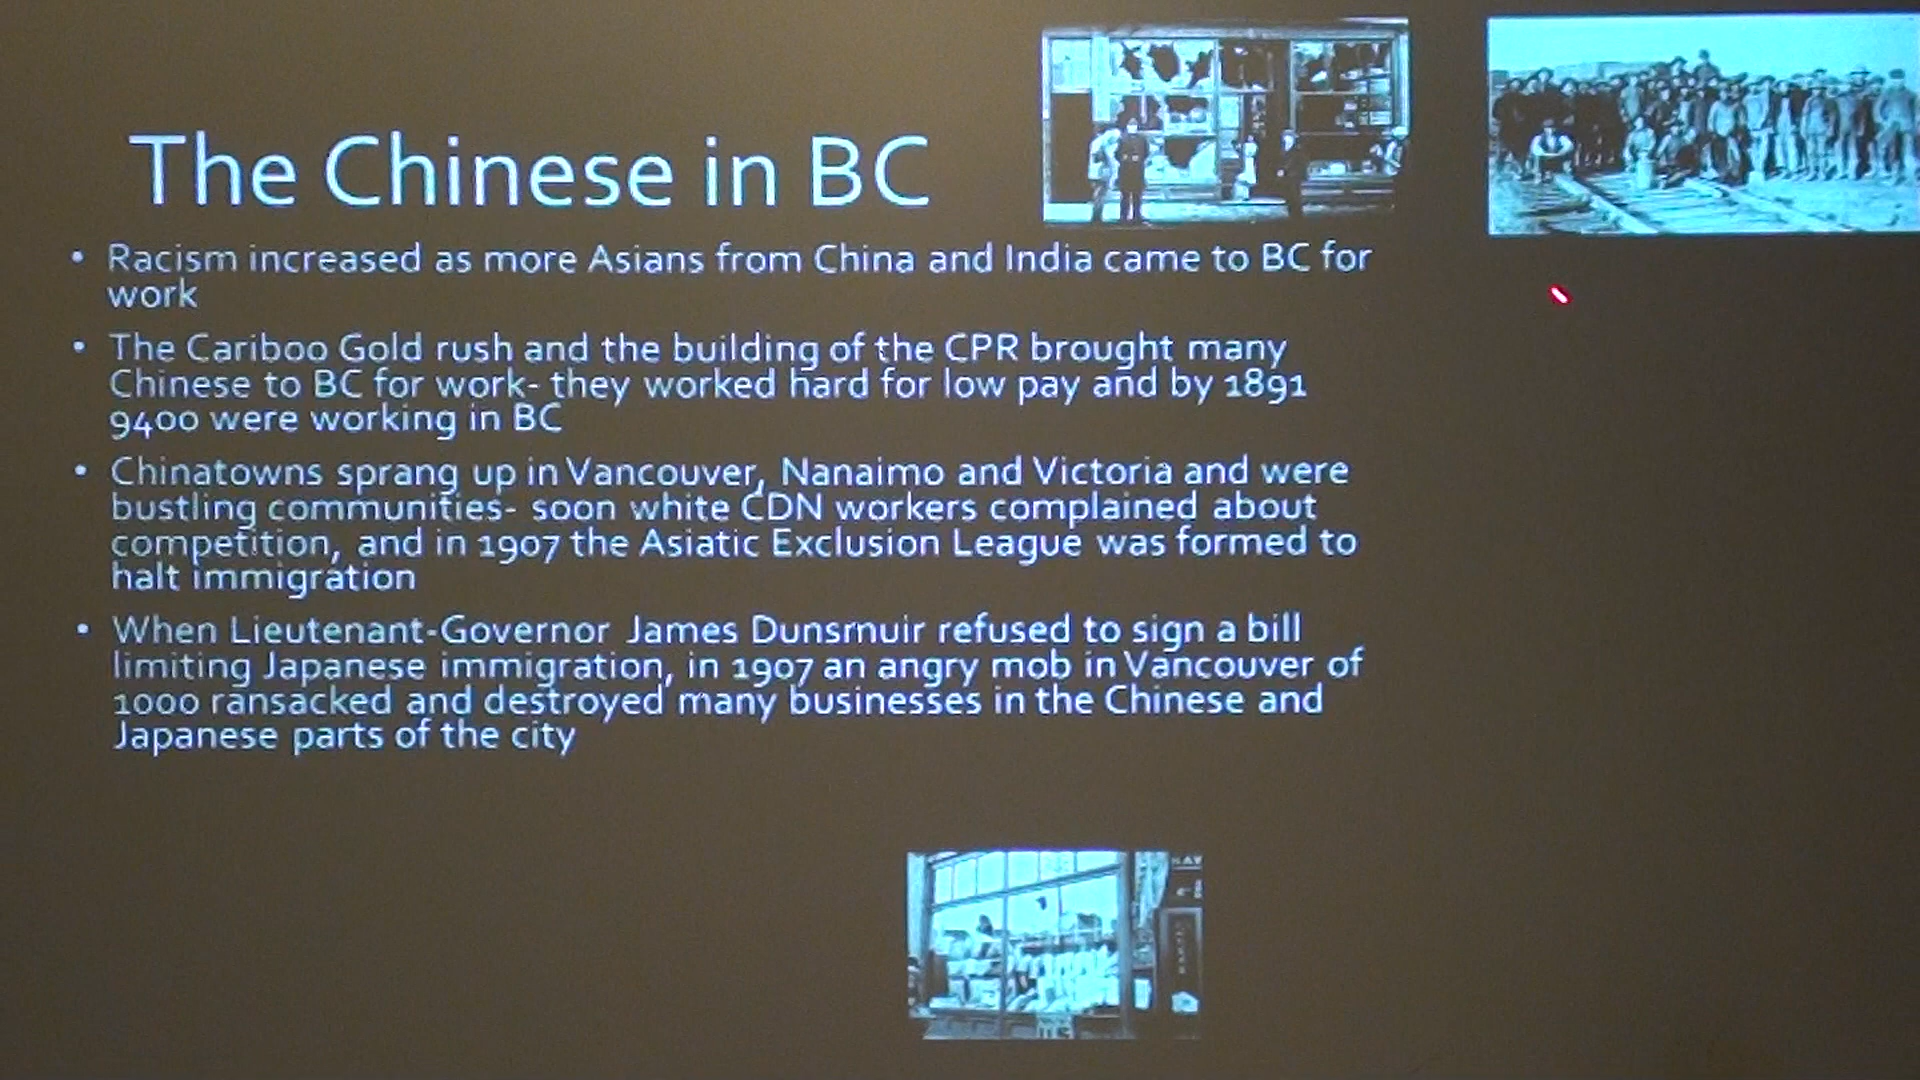 The Chinese in BC
• Racism increased as more Asians from China and India came to BC for
work
• The Cariboo Gold rush and the building of the CPR brought many
Chinese to BC for work- they worked hard for low pay and by 1891
9400 were working in BC
• Chinatowns sprang up in Vancouver, Nanaimo and Victoria and were
bustling communities- soon white CDN workers complained about
competition, and in 1907 the Asiatic Exclusion League was formed to
halt immigration
• When Lieutenant-Governor James Dunsmuir refused to sign a bill
limiting Japanese immigration, in 1907 an angry mob in Vancouver of
1000 ransacked and destroyed many businesses in the Chinese and
Japanese parts of the city